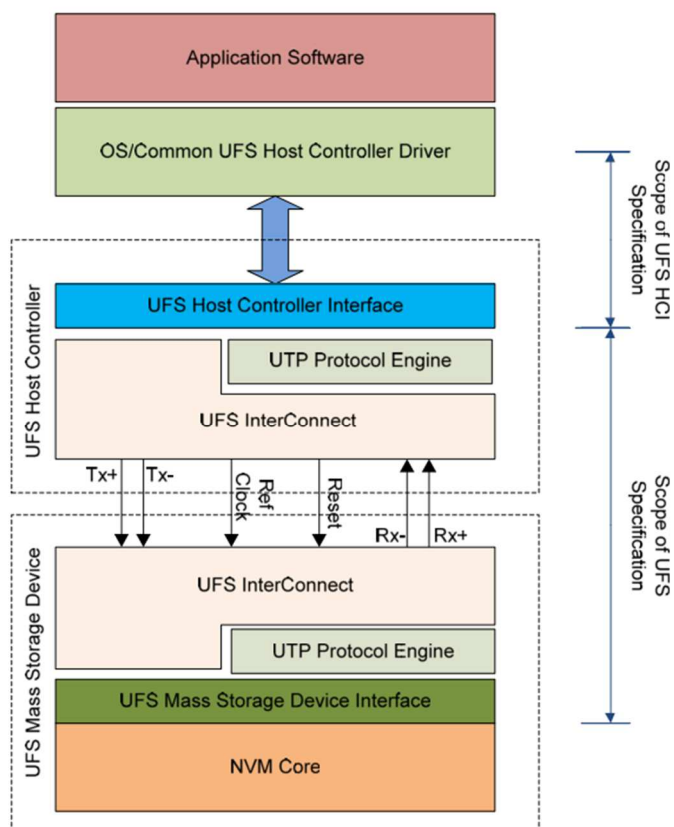 Application Software
OS/Common UFS Host Controller Driver
Scope of UFS HCI
Specification
UFS Host Controller
UFS Host Controller Interface
UTP Protocol Engine
UFS InterConnect
Tx+
Tx-
Ref
Clock
Reset
Rx-
Rx+
Scope of UFS
Specification
UFS Mass Storage Device
UFS InterConnect
UTP Protocol Engine
UFS Mass Storage Device Interface
NVM Core